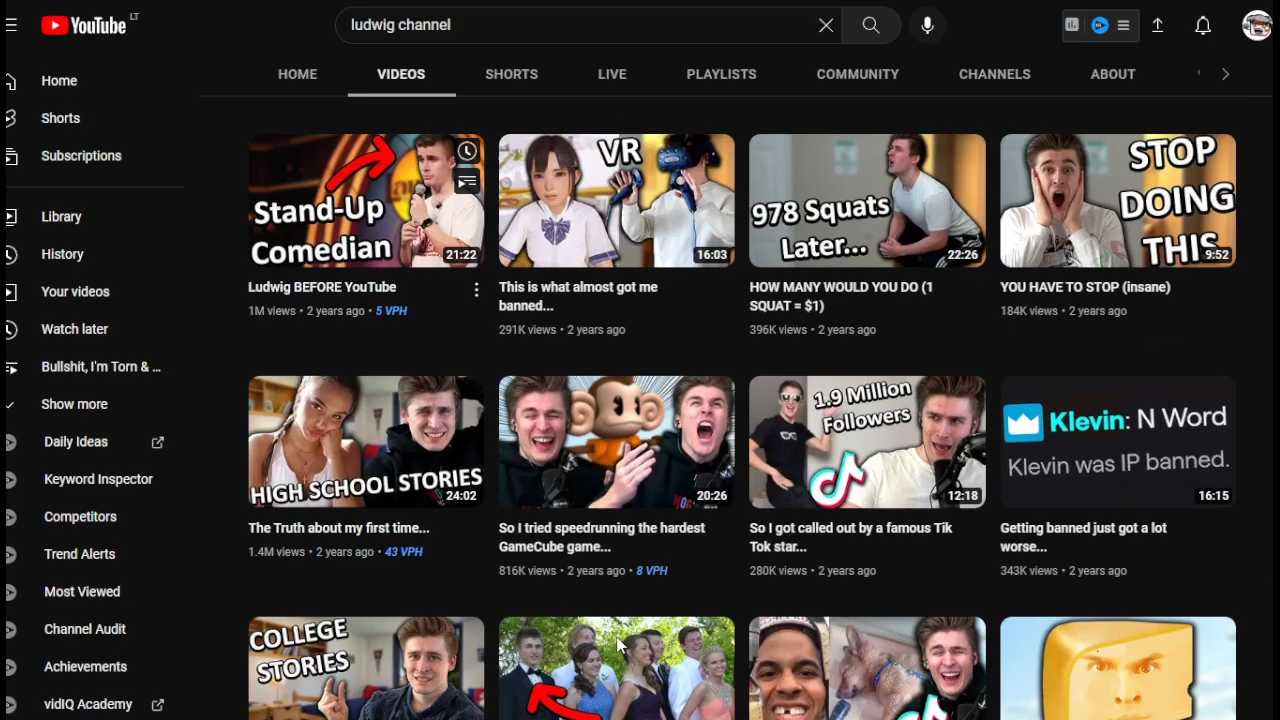 YouTube LT
ludwig channel
HOME VIDEOS SHORTS LIVE PLAYLISTS COMMUNITY CHANNELS ABOUT
Home
Shorts
Subscriptions
Library
History
Your videos
Watch later
Bullshit, I'm Torn & ...
Show more
Daily Ideas
Keyword Inspector
Competitors
Trend Alerts
Most Viewed
Channel Audit
Achievements
vidIQ Academy
Stand-Up
Comedian
21:22
Ludwig BEFORE YouTube
1M views • 2 years ago • 5 VPH
VR
16:03
This is what almost got me
banned...
291K views • 2 years ago
978 Squats
Later...
22:26
HOW MANY WOULD YOU DO (1
SQUAT = $1)
396K views • 2 years ago
STOP
DOING
THIS
9:52
YOU HAVE TO STOP (insane)
184K views • 2 years ago
HIGH SCHOOL STORIES
24:02
The Truth about my first time...
1.4M views • 2 years ago • 43 VPH
20:26
So I tried speedrunning the hardest
GameCube game...
816K views • 2 years ago • 8 VPH
1.9 Million
Followers
12:18
So I got called out by a famous Tik
Tok star...
280K views • 2 years ago
Klevin: N Word
Klevin was IP banned.
16:15
Getting banned just got a lot
worse...
343K views • 2 years ago
COLLEGE
STORIES